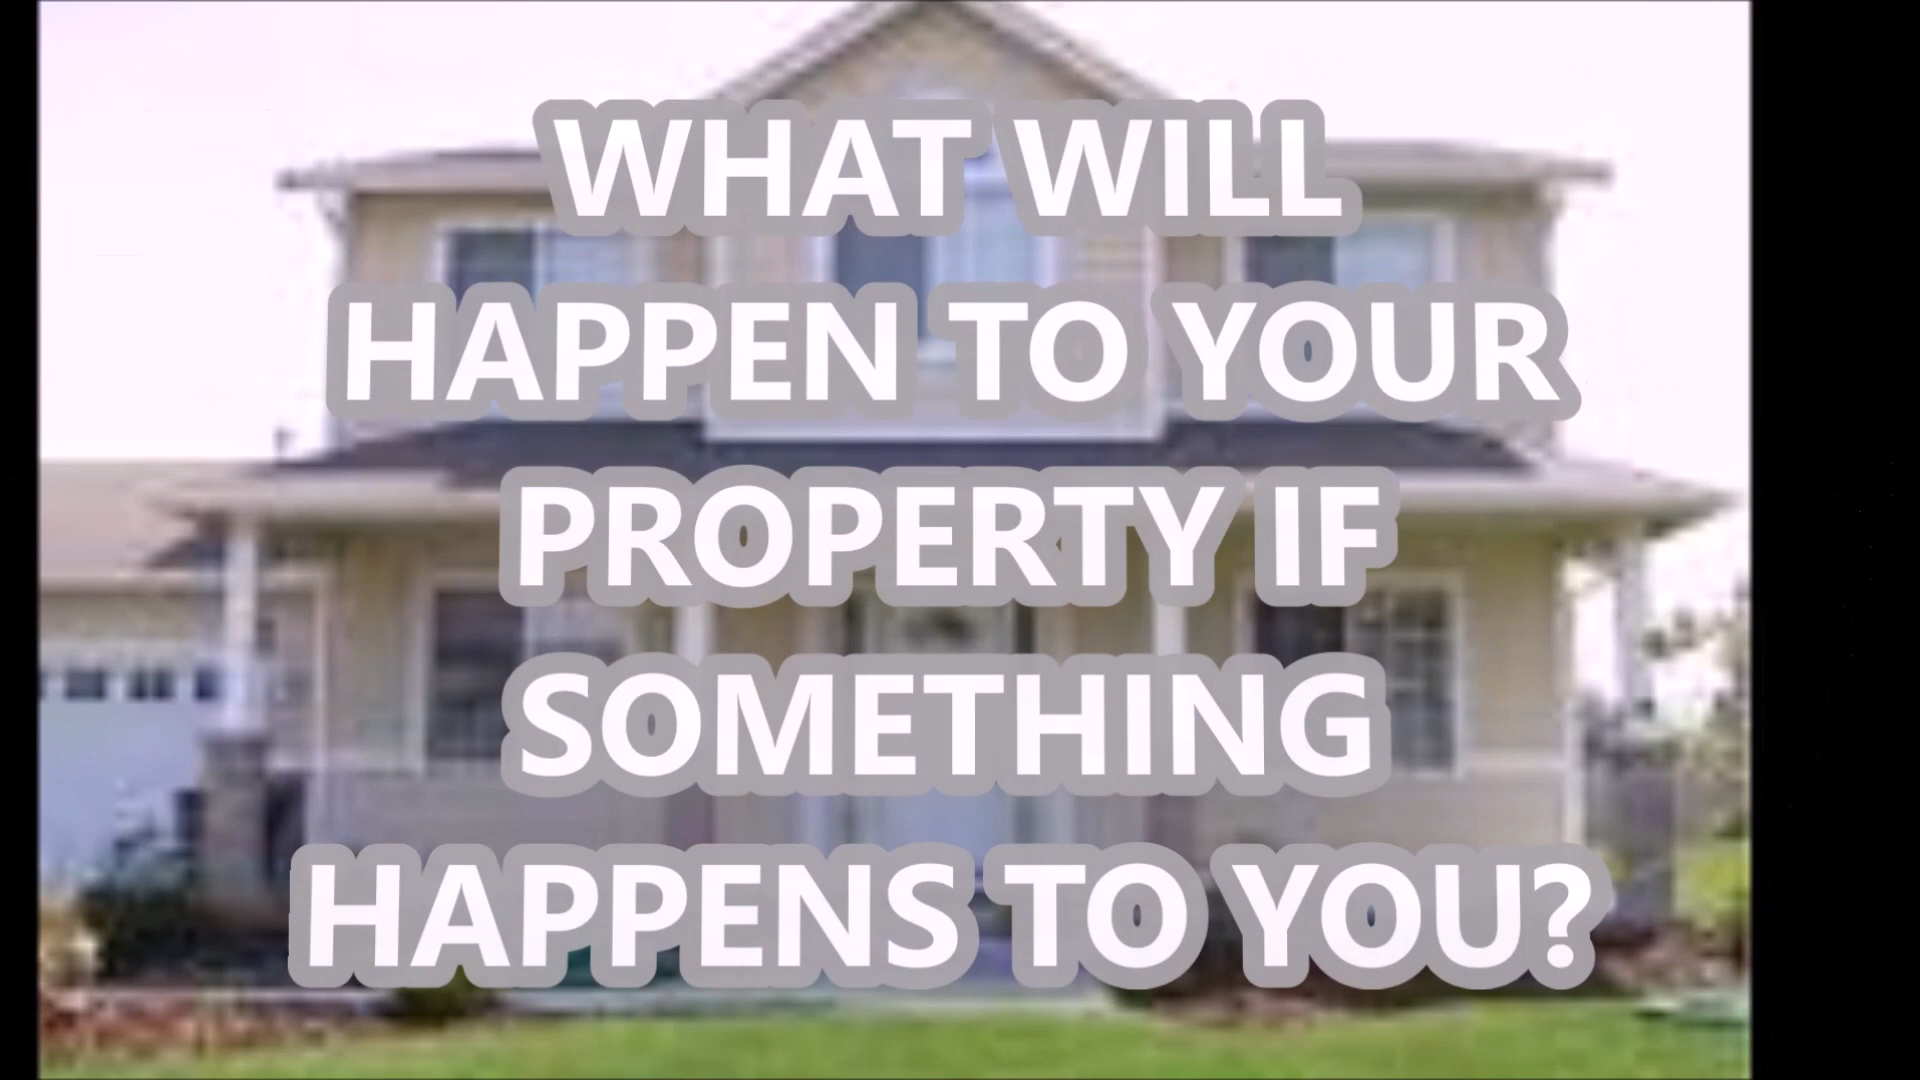 WHAT WILL
HAPPEN TO YOUR
PROPERTY IF
SOMETHING
HAPPENS TO YOU?